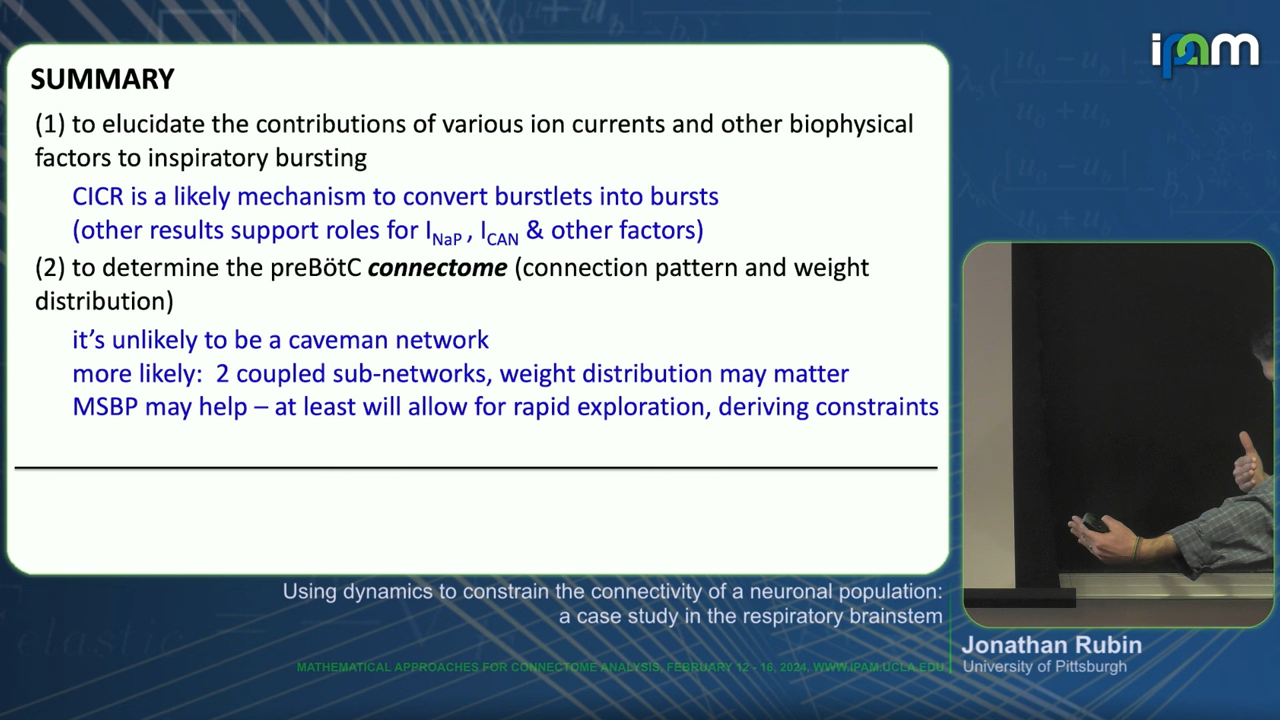 ipam
SUMMARY
(1) to elucidate the contributions of various ion currents and other biophysical
factors to inspiratory bursting
CICR is a likely mechanism to convert burstlets into bursts
(other results support roles for I_NaP , I_CAN & other factors)
(2) to determine the preBötC connectome (connection pattern and weight
distribution)
it's unlikely to be a caveman network
more likely:  2 coupled sub-networks, weight distribution may matter
MSBP may help – at least will allow for rapid exploration, deriving constraints
Using dynamics to constrain the connectivity of a neuronal population:
a case study in the respiratory brainstem
MATHEMATICAL APPROACHES FOR CONNECTOME ANALYSIS, FEBRUARY 12 - 16, 2024, WWW.IPAM.UCLA.EDU
Jonathan Rubin
University of Pittsburgh
elastic